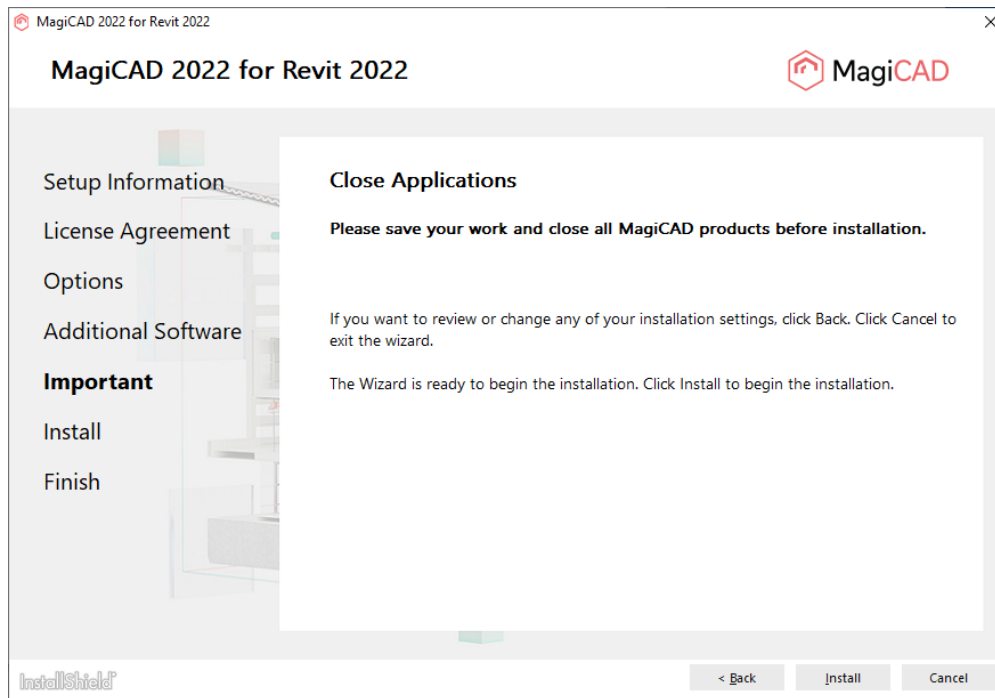 MagiCAD 2022 for Revit 2022
MagiCAD 2022 for Revit 2022
MagiCAD
Setup Information
License Agreement
Options
Additional Software
Important
Install
Finish
Close Applications
Please save your work and close all MagiCAD products before installation.
If you want to review or change any of your installation settings, click Back. Click Cancel to
exit the wizard.
The Wizard is ready to begin the installation. Click Install to begin the installation.
InstallShield
< Back
Install
Cancel